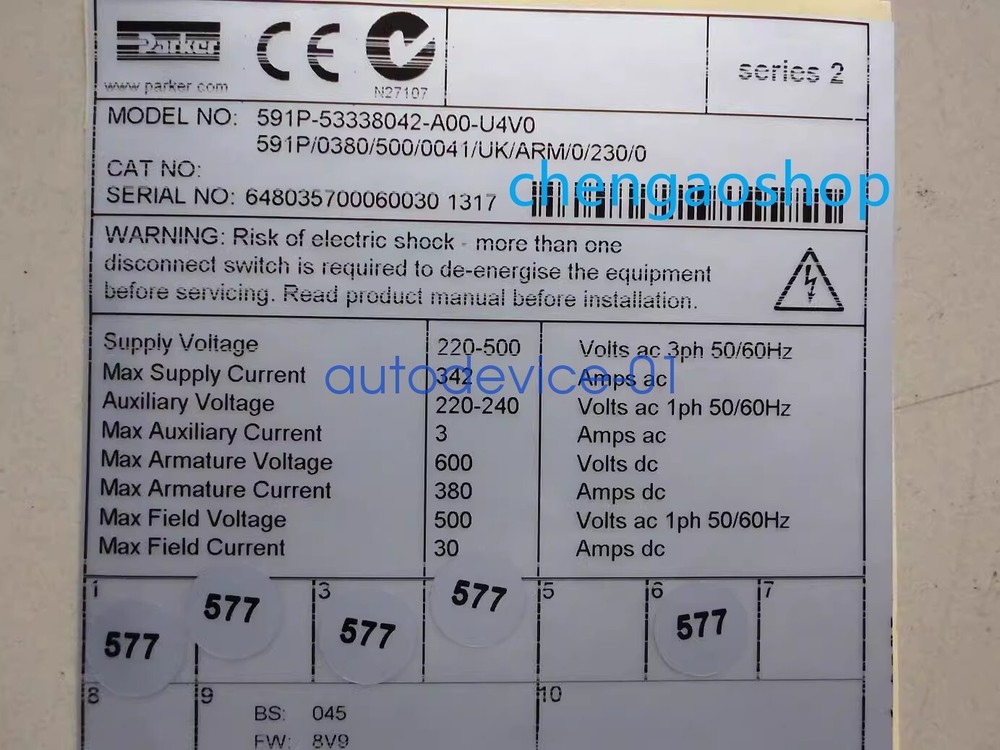 Parker
CE
www.parker.com
N27107
series 2
MODEL NO: 591P-53338042-A00-U4V0
591P/0380/500/0041/UK/ARM/0/230/0
CAT NO:
chengaoshop
SERIAL NO: 648035700060030 1317
WARNING: Risk of electric shock - more than one
disconnect switch is required to de-energise the equipment
before servicing. Read product manual before installation.
Supply Voltage 220-500 Volts ac 3ph 50/60Hz
Max Supply Current 342 Amps ac
autodevice-01
Auxiliary Voltage 220-240 Volts ac 1ph 50/60Hz
Max Auxiliary Current 3 Amps ac
Max Armature Voltage 600 Volts dc
Max Armature Current 380 Amps dc
Max Field Voltage 500 Volts ac 1ph 50/60Hz
Max Field Current 30 Amps dc
1 3 5 6 7
577 577 577 577 577
8 9 10
BS: 045
FW: 8V9